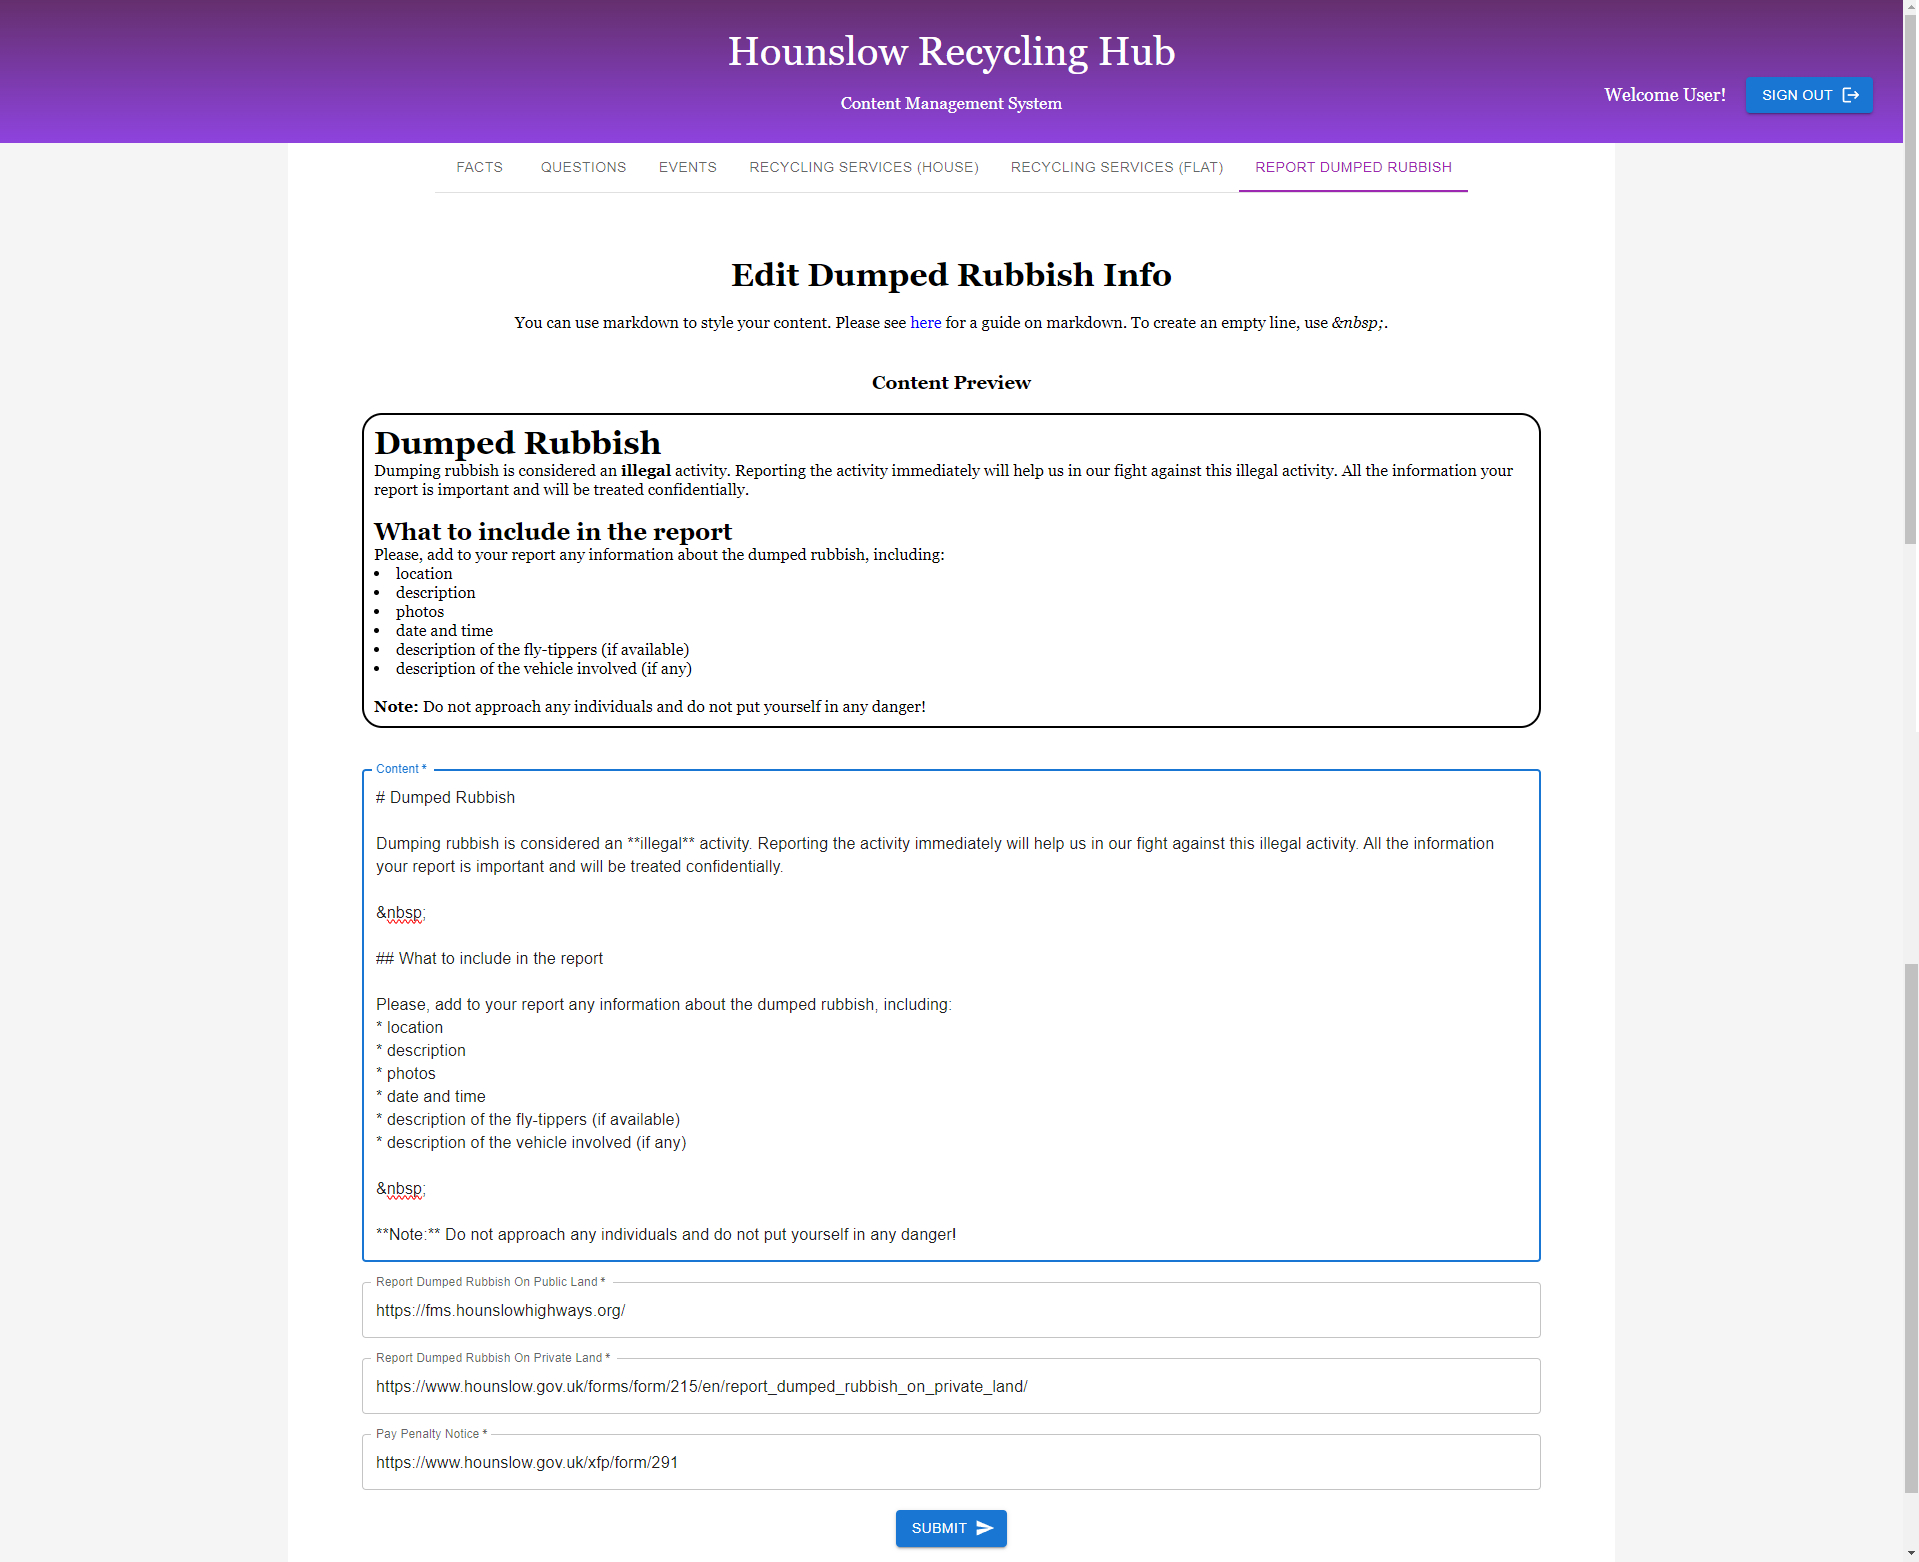 Hounslow Recycling Hub
Content Management System
Welcome User!
SIGN OUT
FACTS
QUESTIONS
EVENTS
RECYCLING SERVICES (HOUSE)
RECYCLING SERVICES (FLAT)
REPORT DUMPED RUBBISH
Edit Dumped Rubbish Info
You can use markdown to style your content. Please see here for a guide on markdown. To create an empty line, use &nbsp;.
Content Preview
Dumped Rubbish
Dumping rubbish is considered an illegal activity. Reporting the activity immediately will help us in our fight against this illegal activity. All the information your
report is important and will be treated confidentially.
What to include in the report
Please, add to your report any information about the dumped rubbish, including:
• location
• description
• photos
• date and time
• description of the fly-tippers (if available)
• description of the vehicle involved (if any)
Note: Do not approach any individuals and do not put yourself in any danger!
Content *
# Dumped Rubbish
Dumping rubbish is considered an **illegal** activity. Reporting the activity immediately will help us in our fight against this illegal activity. All the information
your report is important and will be treated confidentially.
&nbsp;
## What to include in the report
Please, add to your report any information about the dumped rubbish, including:
* location
* description
* photos
* date and time
* description of the fly-tippers (if available)
* description of the vehicle involved (if any)
&nbsp;
**Note:** Do not approach any individuals and do not put yourself in any danger!
Report Dumped Rubbish On Public Land *
https://fms.hounslowhighways.org/
Report Dumped Rubbish On Private Land *
https://www.hounslow.gov.uk/forms/form/215/en/report_dumped_rubbish_on_private_land/
Pay Penalty Notice *
https://www.hounslow.gov.uk/xfp/form/291
SUBMIT